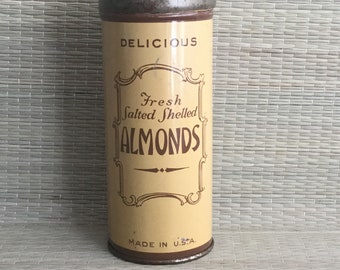 DELICIOUS
Fresh
Salted Shelled
ALMONDS
MADE IN U.S.A.